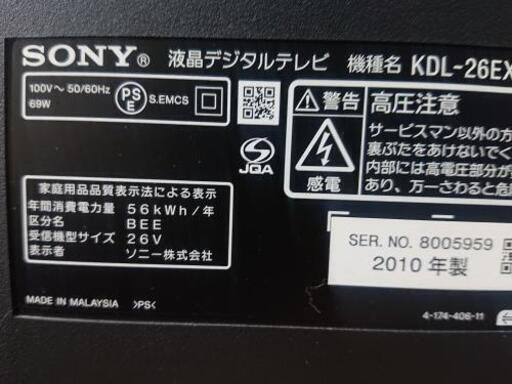 SONY® 液晶デジタルテレビ 機種名 KDL-26EX
100V～ 50/60Hz
69W
PS
E
S.EMCS
JQA
警告 高圧注意
感電
サービスマン以外の方
裏ぶたをあけないでく
内部には高電圧部分が
あり、万一さわると危
家庭用品品質表示法による表示
年間消費電力量 56kWh/年
区分名 BEE
受信機型サイズ 26V
表示者 ソニー株式会社
SER. NO. 8005959
2010 年製
MADE IN MALAYSIA >PS<
4-174-406-11